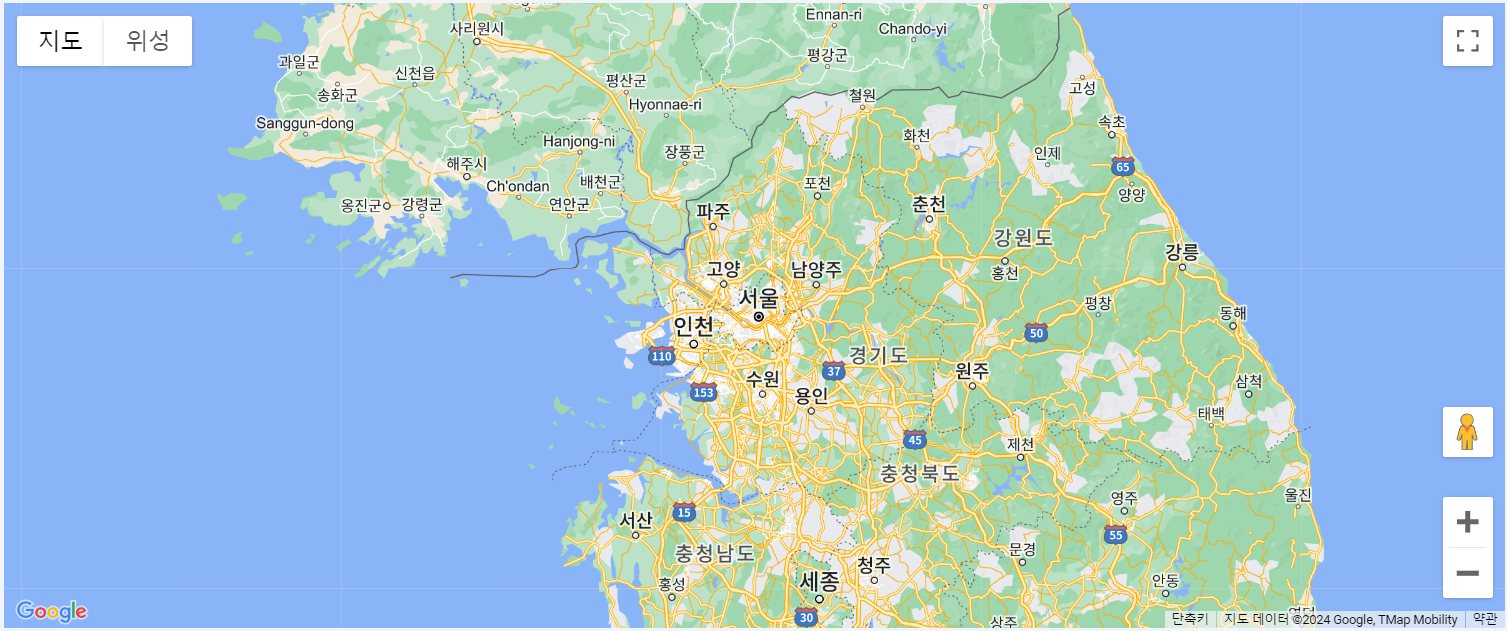 지도 위성
사리원시
Ennan-ri
Chando-yi
과일군
신천읍
평강군
평산군
고성
송화군
Hyonnae-ri
철원
Sanggun-dong
속초
Hanjong-ni
화천
장풍군
인제
해주시
65
Ch'ondan
배천군
포천
양양
옹진군
강령군
연안군
파주
춘천
강원도
강릉
고양
남양주
홍천
서울
평창
동해
인천
50
110
경기도
37
원주
수원
삼척
153
용인
태백
45
제천
충청북도
영주
울진
15
서산
55
충청남도
문경
청주
세종
안동
홍성
30
상주
Google
단축키
지도 데이터 ©2024 Google, TMap Mobility
약관